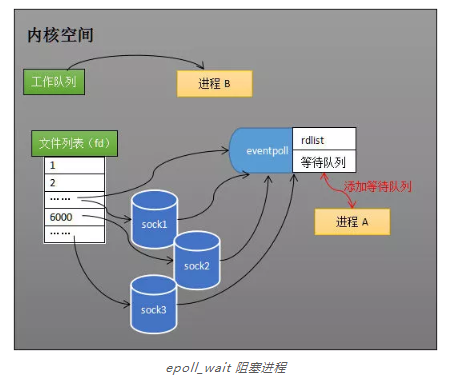 内核空间
工作队列
进程 B
文件列表（fd）
1
2
……
6000
……
eventpoll
rdlist
等待队列
添加等待队列
进程 A
sock1
sock2
sock3
epoll_wait 阻塞进程